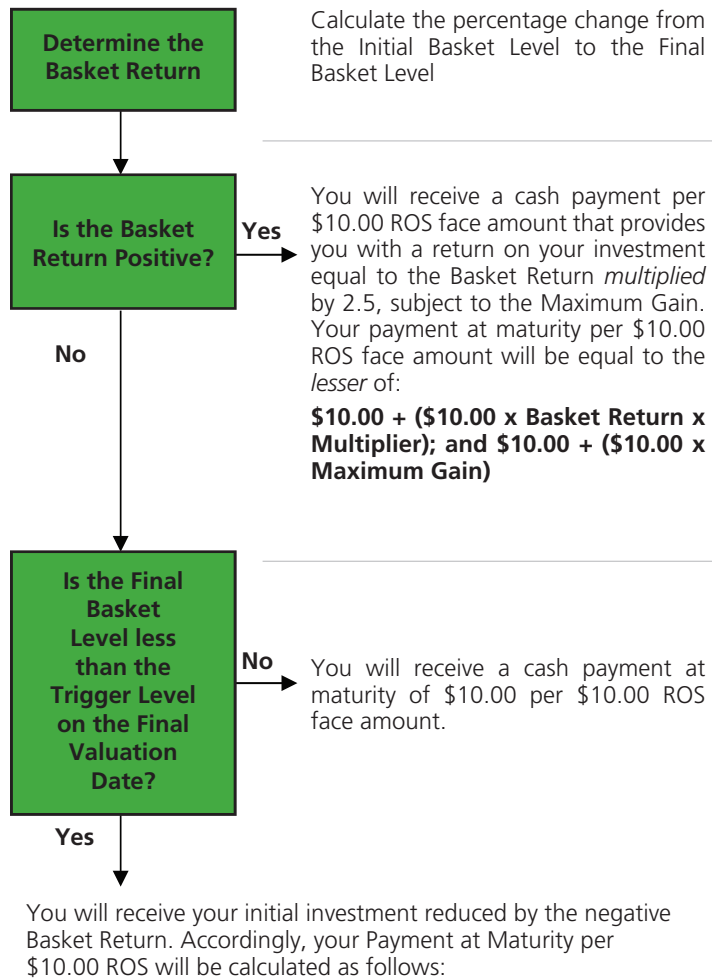 Determine the
Basket Return
Calculate the percentage change from
the Initial Basket Level to the Final
Basket Level
Is the Basket
Return Positive?
Yes
You will receive a cash payment per
$10.00 ROS face amount that provides
you with a return on your investment
equal to the Basket Return multiplied
by 2.5, subject to the Maximum Gain.
Your payment at maturity per $10.00
ROS face amount will be equal to the
lesser of:
$10.00 + ($10.00 x Basket Return x
Multiplier); and $10.00 + ($10.00 x
Maximum Gain)
No
Is the Final
Basket
Level less
than the
Trigger Level
on the Final
Valuation
Date?
No
You will receive a cash payment at
maturity of $10.00 per $10.00 ROS
face amount.
Yes
You will receive your initial investment reduced by the negative
Basket Return. Accordingly, your Payment at Maturity per
$10.00 ROS will be calculated as follows: